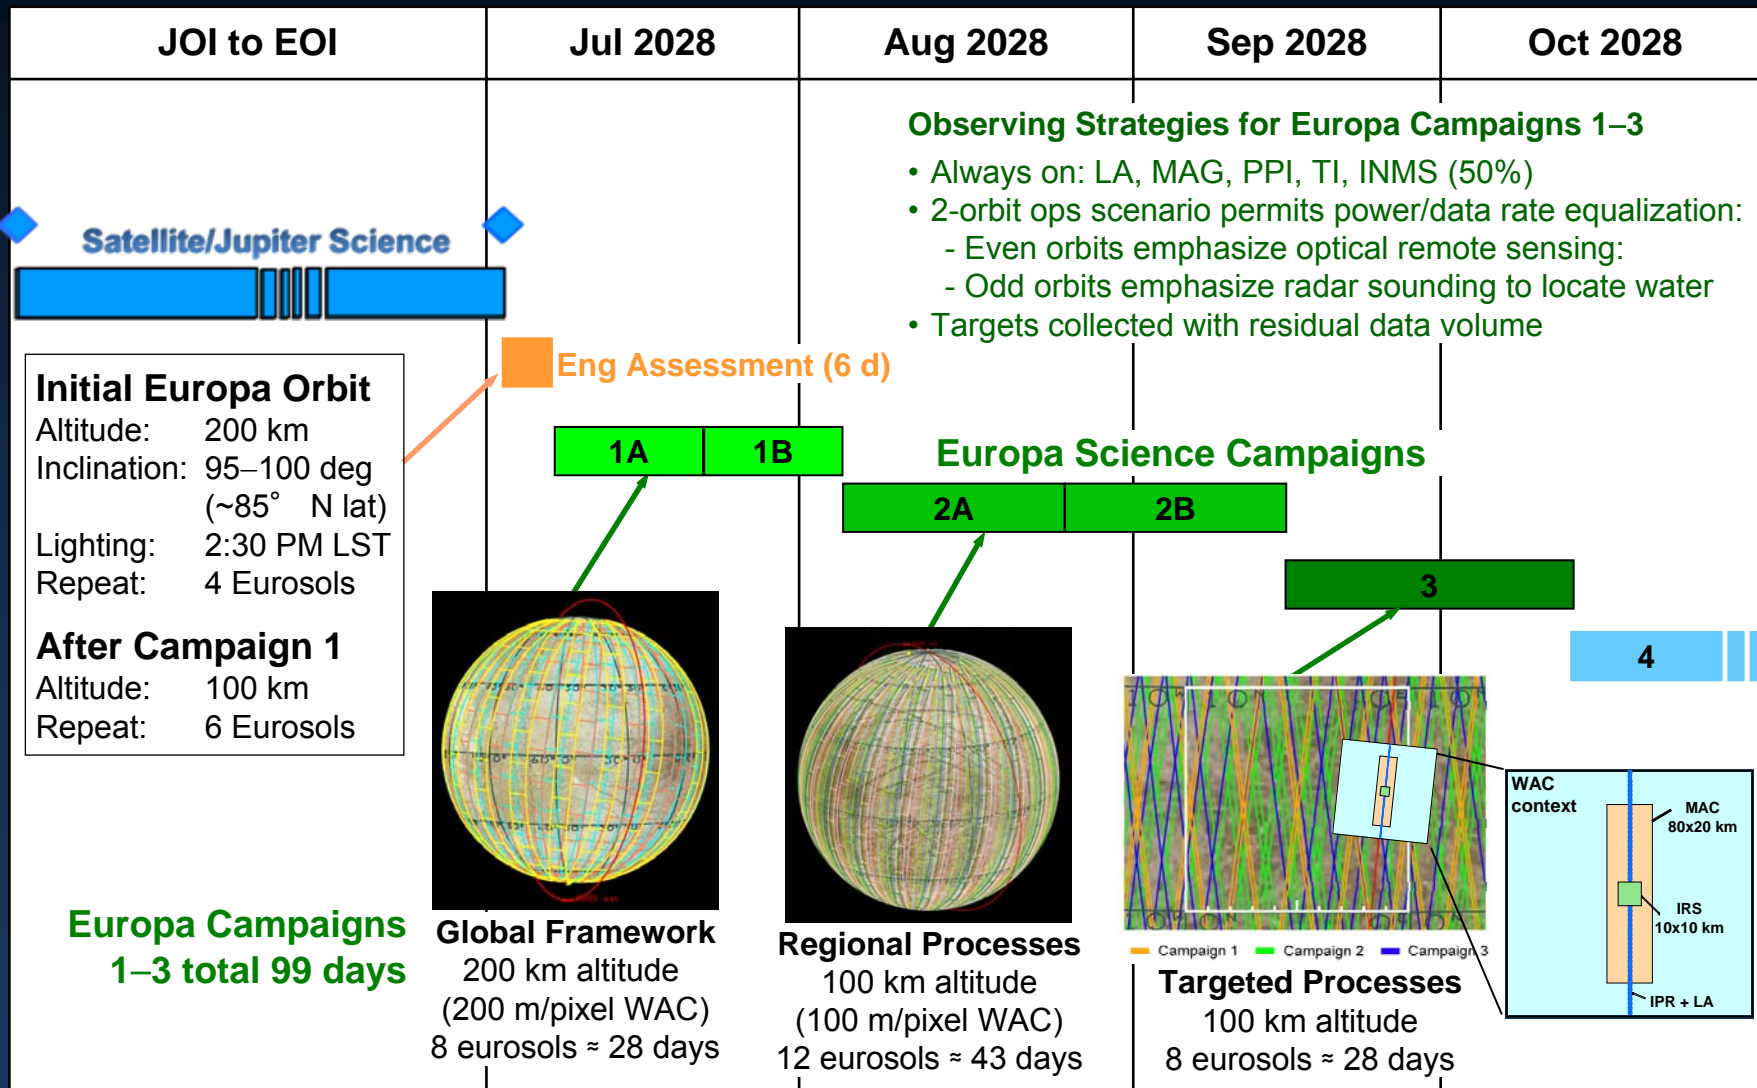 JOI to EOI
Jul 2028
Aug 2028
Sep 2028
Oct 2028
Observing Strategies for Europa Campaigns 1–3
• Always on: LA, MAG, PPI, TI, INMS (50%)
• 2-orbit ops scenario permits power/data rate equalization:
- Even orbits emphasize optical remote sensing:
- Odd orbits emphasize radar sounding to locate water
• Targets collected with residual data volume
Satellite/Jupiter Science
Eng Assessment (6 d)
Initial Europa Orbit
Altitude: 200 km
Inclination: 95–100 deg
(~85° N lat)
Lighting: 2:30 PM LST
Repeat: 4 Eurosols
After Campaign 1
Altitude: 100 km
Repeat: 6 Eurosols
1A
1B
Europa Science Campaigns
2A
2B
3
4
WAC
context
MAC
80x20 km
IRS
10x10 km
IPR + LA
Campaign 1
Campaign 2
Campaign 3
Europa Campaigns
1–3 total 99 days
Global Framework
200 km altitude
(200 m/pixel WAC)
8 eurosols ≈ 28 days
Regional Processes
100 km altitude
(100 m/pixel WAC)
12 eurosols ≈ 43 days
Targeted Processes
100 km altitude
8 eurosols ≈ 28 days